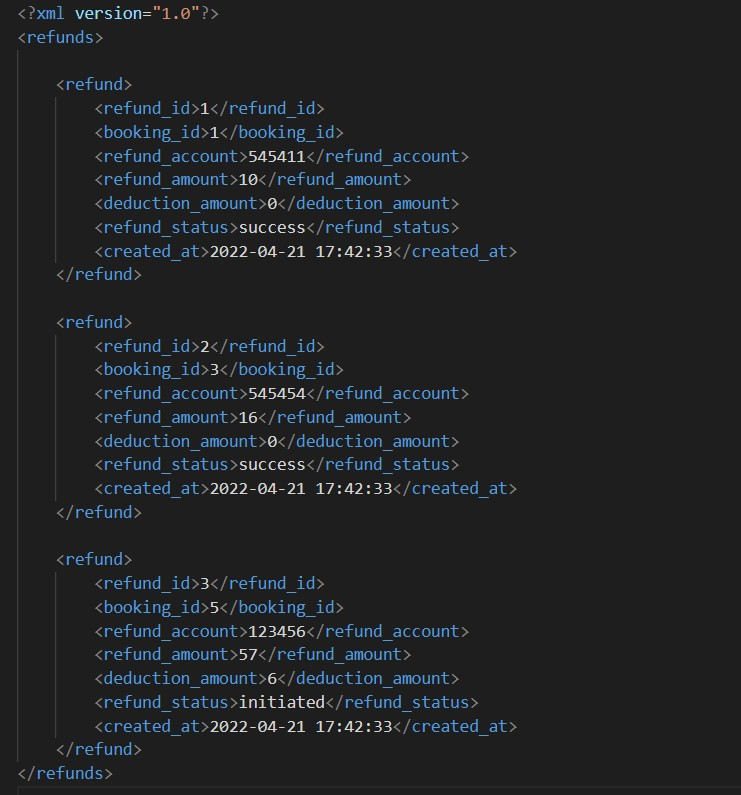 <?xml version="1.0"?>
<refunds>
<refund>
<refund_id>1</refund_id>
<booking_id>1</booking_id>
<refund_account>545411</refund_account>
<refund_amount>10</refund_amount>
<deduction_amount>0</deduction_amount>
<refund_status>success</refund_status>
<created_at>2022-04-21 17:42:33</created_at>
</refund>
<refund>
<refund_id>2</refund_id>
<booking_id>3</booking_id>
<refund_account>545454</refund_account>
<refund_amount>16</refund_amount>
<deduction_amount>0</deduction_amount>
<refund_status>success</refund_status>
<created_at>2022-04-21 17:42:33</created_at>
</refund>
<refund>
<refund_id>3</refund_id>
<booking_id>5</booking_id>
<refund_account>123456</refund_account>
<refund_amount>57</refund_amount>
<deduction_amount>6</deduction_amount>
<refund_status>initiated</refund_status>
<created_at>2022-04-21 17:42:33</created_at>
</refund>
</refunds>